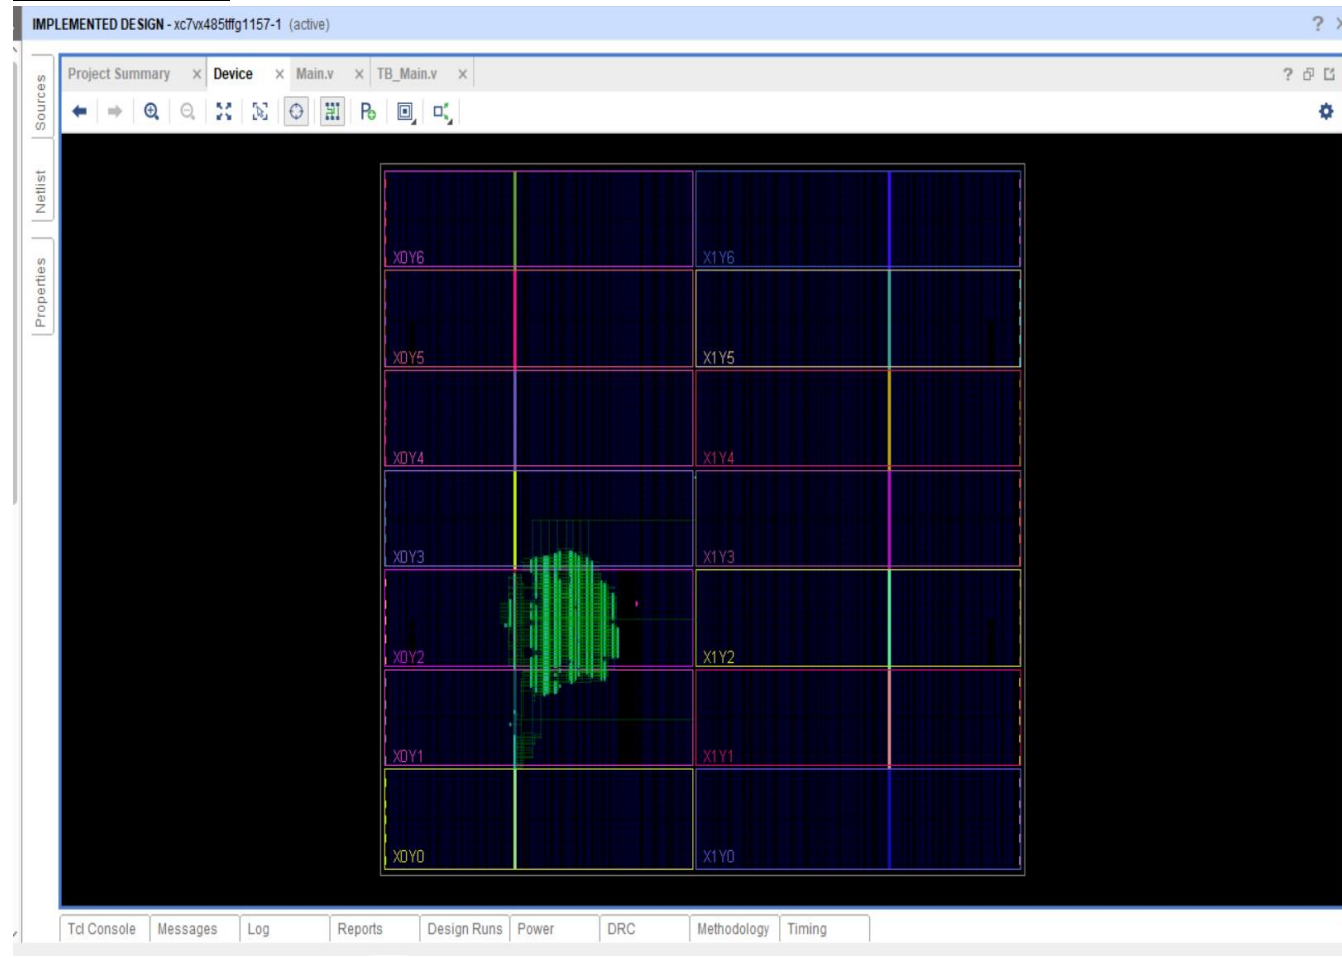 IMPLEMENTED DESIGN - xc7vx485tffg1157-1 (active)
Project Summary Device Main.v TB_Main.v
Sources
Netlist
Properties
X0Y6 X1Y6
X0Y5 X1Y5
X0Y4 X1Y4
X0Y3 X1Y3
X0Y2 X1Y2
X0Y1 X1Y1
X0Y0 X1Y0
Tcl Console Messages Log Reports Design Runs Power DRC Methodology Timing